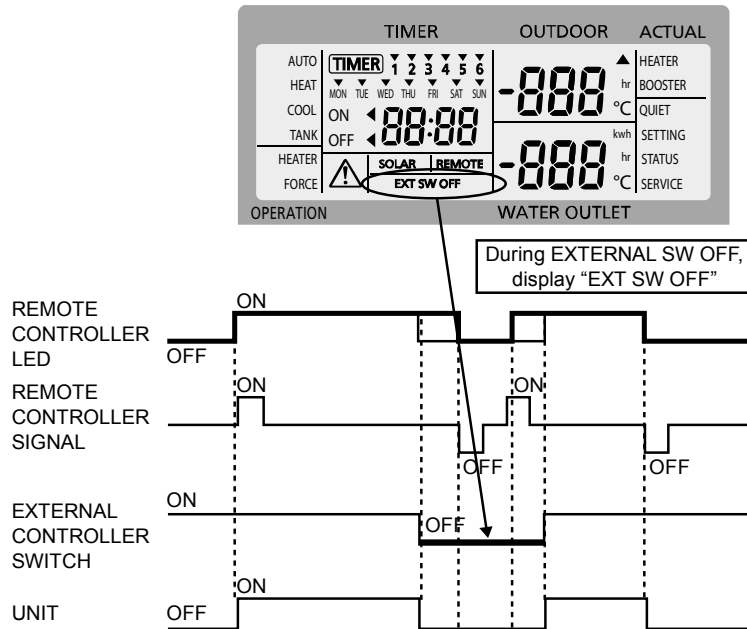 TIMER OUTDOOR ACTUAL
AUTO TIMER 1 2 3 4 5 6 -888 HEATER
HEAT MON TUE WED THU FRI SAT SUN hr BOOSTER
COOL ON 88:88 °C QUIET
TANK OFF kwh SETTING
HEATER SOLAR REMOTE -888 hr STATUS
FORCE EXT SW OFF °C SERVICE
OPERATION WATER OUTLET
During EXTERNAL SW OFF,
display “EXT SW OFF”
REMOTE
CONTROLLER
LED
ON
OFF
REMOTE
CONTROLLER
SIGNAL
ON
ON
OFF
OFF
EXTERNAL
CONTROLLER
SWITCH
ON
OFF
UNIT
ON
OFF